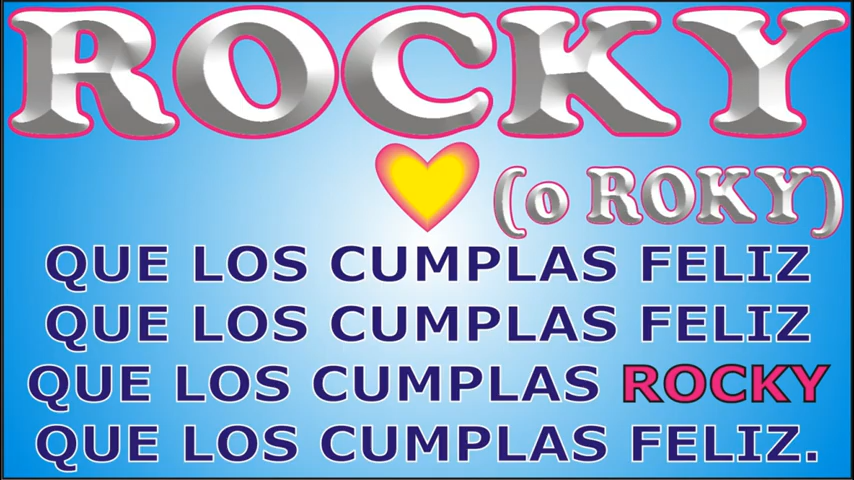 ROCKY
(o ROKY)
QUE LOS CUMPLAS FELIZ
QUE LOS CUMPLAS FELIZ
QUE LOS CUMPLAS ROCKY
QUE LOS CUMPLAS FELIZ.